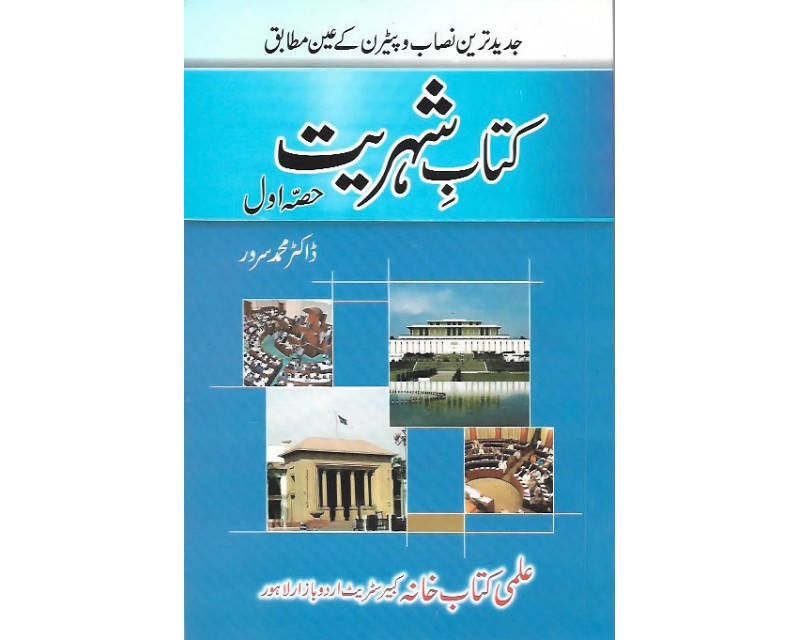 جدید ترین نصاب و پیٹرن کے عین مطابق
کتابِ شہریت
حصّہ اول
ڈاکٹر محمد سرور
علمی کتاب خانہ کبیر سٹریٹ اردو بازار لاہور